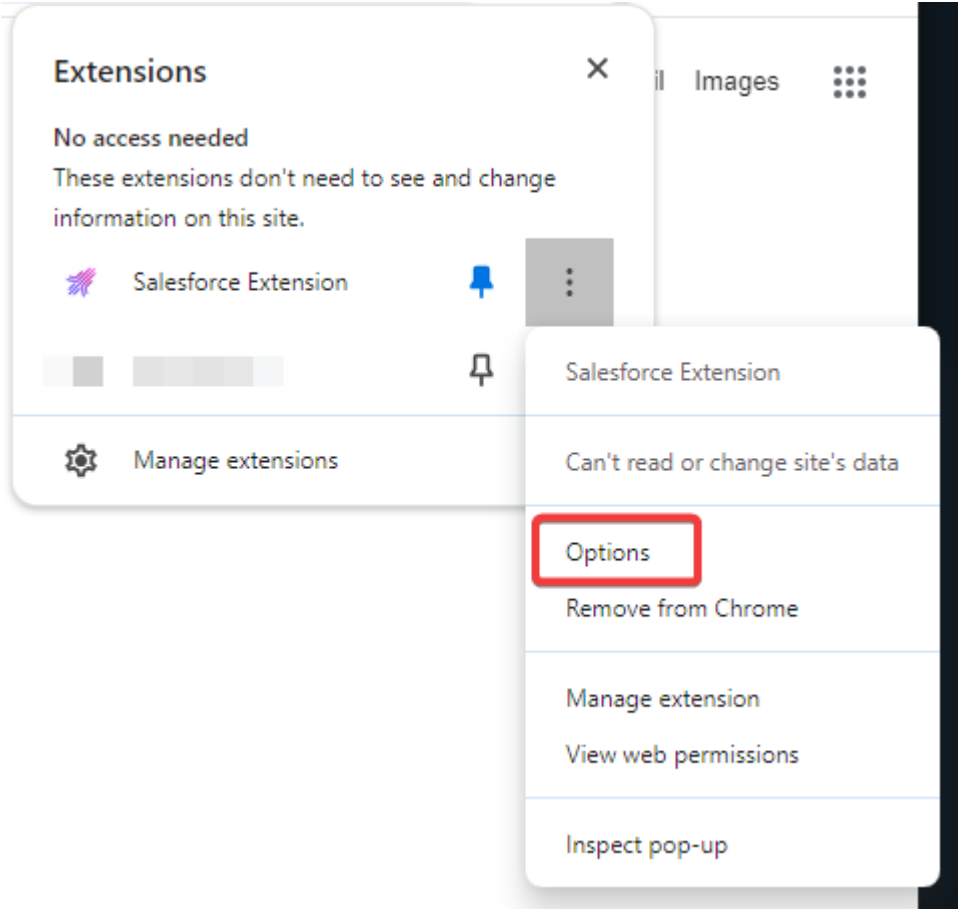 Extensions
Images
No access needed
These extensions don't need to see and change
information on this site.
Salesforce Extension
Manage extensions
Salesforce Extension
Can't read or change site's data
Options
Remove from Chrome
Manage extension
View web permissions
Inspect pop-up